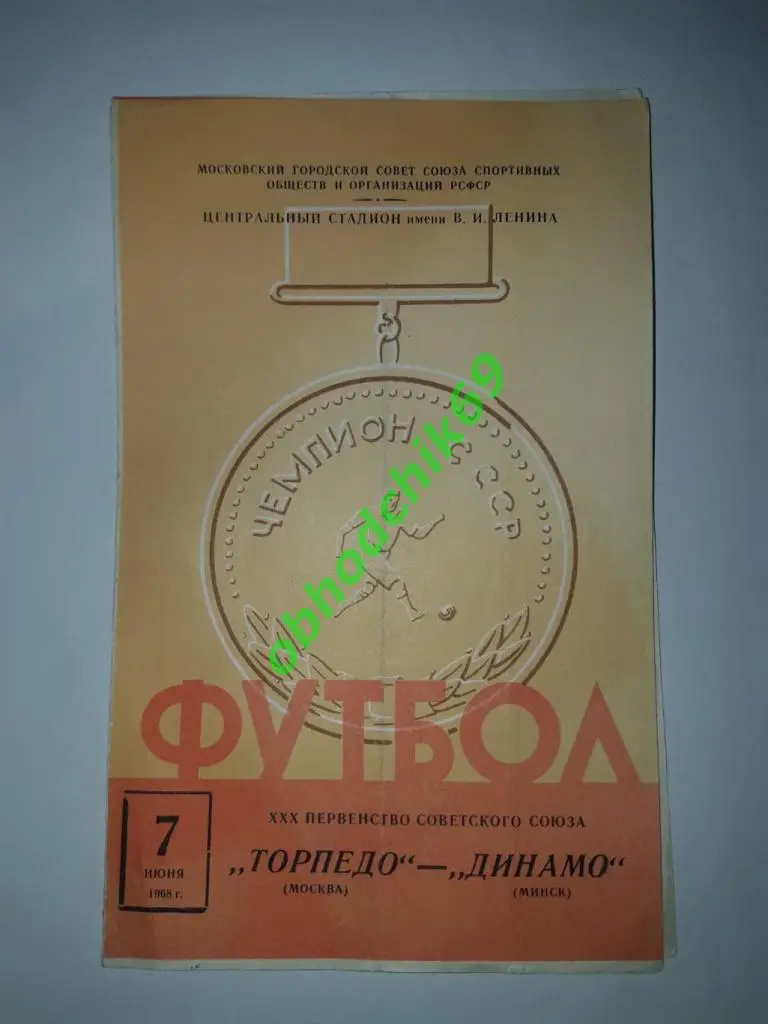 МОСКОВСКИЙ ГОРОДСКОЙ СОВЕТ СОЮЗА СПОРТИВНЫХ
ОБЩЕСТВ И ОРГАНИЗАЦИЙ РСФСР
ЦЕНТРАЛЬНЫЙ СТАДИОН имени В. И. ЛЕНИНА
ЧЕМПИОН СССР
obhodchik69
ФУТБОЛ
7
ИЮНЯ
1968 г.
XXX ПЕРВЕНСТВО СОВЕТСКОГО СОЮЗА
„ТОРПЕДО“ — „ДИНАМО“
(МОСКВА) (МИНСК)